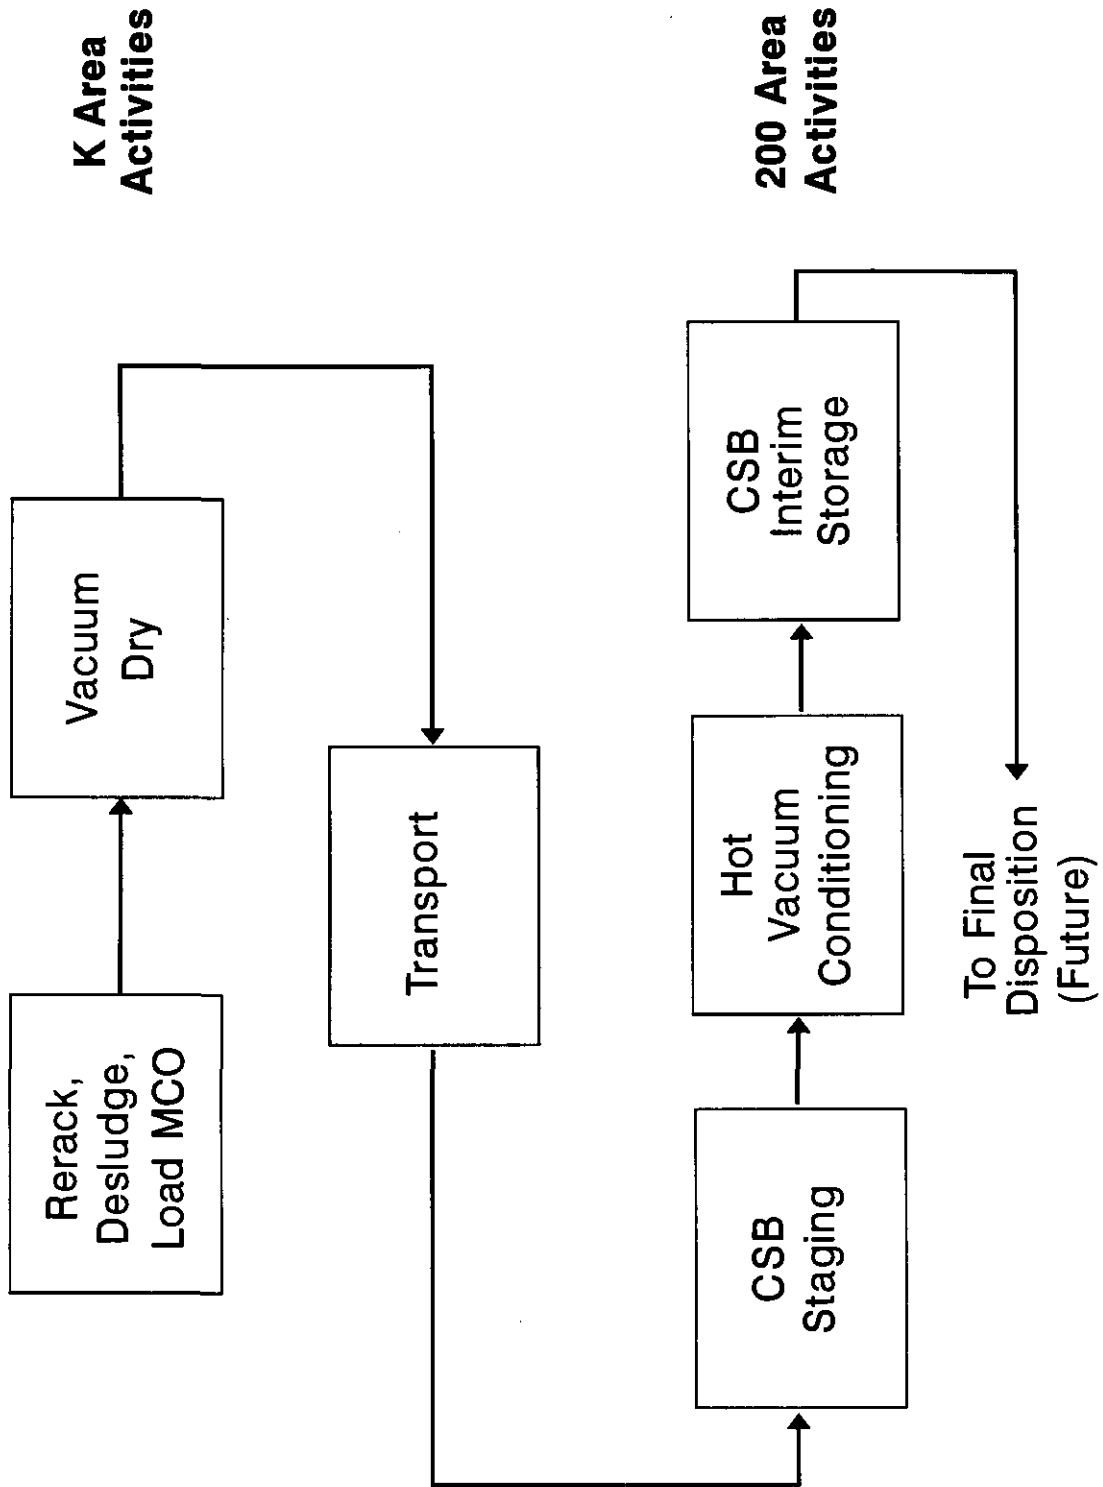 Rerack,
Desludge,
Load MCO
Vacuum
Dry
K Area
Activities
Transport
CSB
Staging
Hot
Vacuum
Conditioning
CSB
Interim
Storage
200 Area
Activities
To Final
Disposition
(Future)